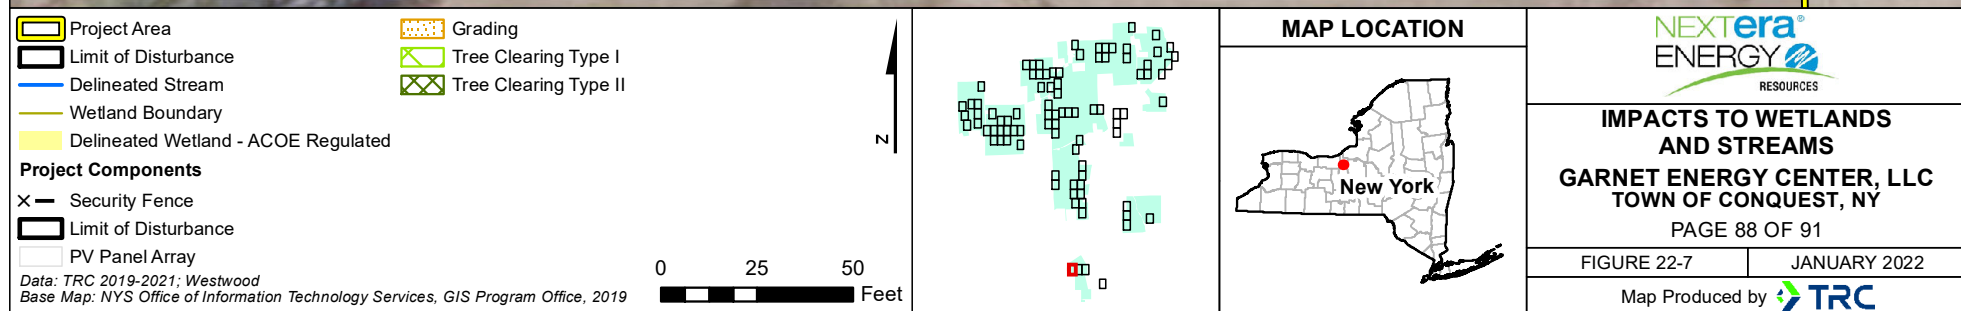 Project Area
Limit of Disturbance
Delineated Stream
Wetland Boundary
Delineated Wetland - ACOE Regulated
Project Components
Security Fence
Limit of Disturbance
PV Panel Array
Data: TRC 2019-2021; Westwood
Base Map: NYS Office of Information Technology Services, GIS Program Office, 2019
Grading
Tree Clearing Type I
Tree Clearing Type II
N
0 25 50
Feet
MAP LOCATION
New York
NEXTera®
ENERGY
RESOURCES
IMPACTS TO WETLANDS
AND STREAMS
GARNET ENERGY CENTER, LLC
TOWN OF CONQUEST, NY
PAGE 88 OF 91
FIGURE 22-7
JANUARY 2022
Map Produced by TRC